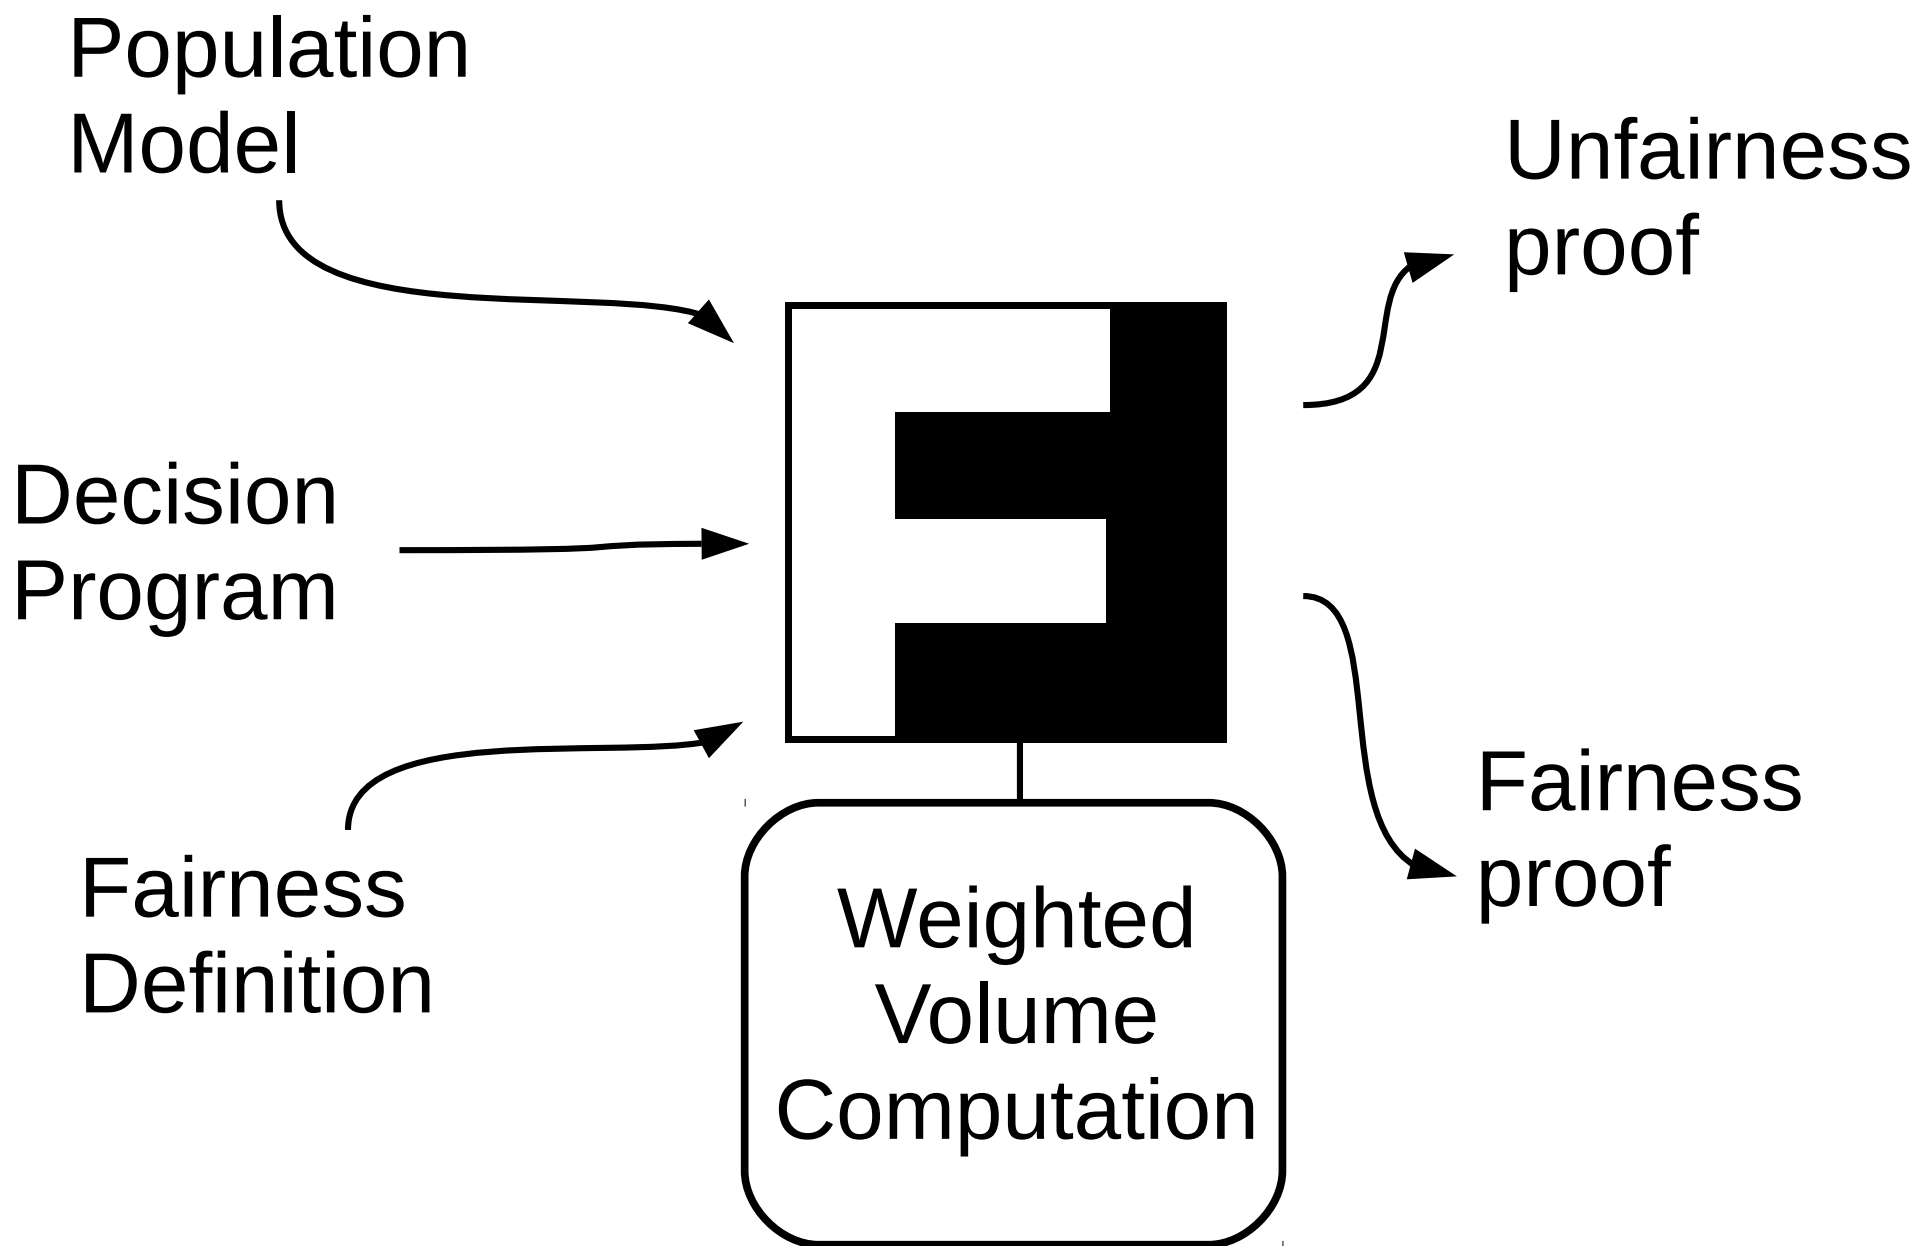 Population
Model
Decision
Program
Fairness
Definition
Unfairness
proof
Fairness
proof
Weighted
Volume
Computation